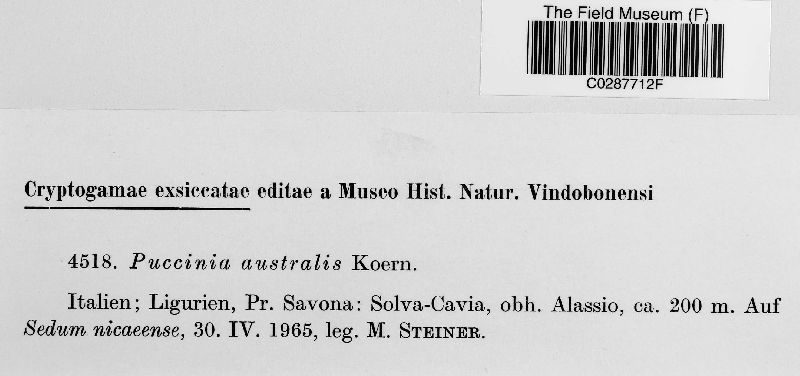 The Field Museum (F)
C0287712F
Cryptogamae exsiccatae editae a Museo Hist. Natur. Vindobonensi
4518. Puccinia australis Koern.
Italien; Ligurien, Pr. Savona: Solva-Cavia, obh. Alassio, ca. 200 m. Auf
Sedum nicaeense, 30. IV. 1965, leg. M. STEINER.